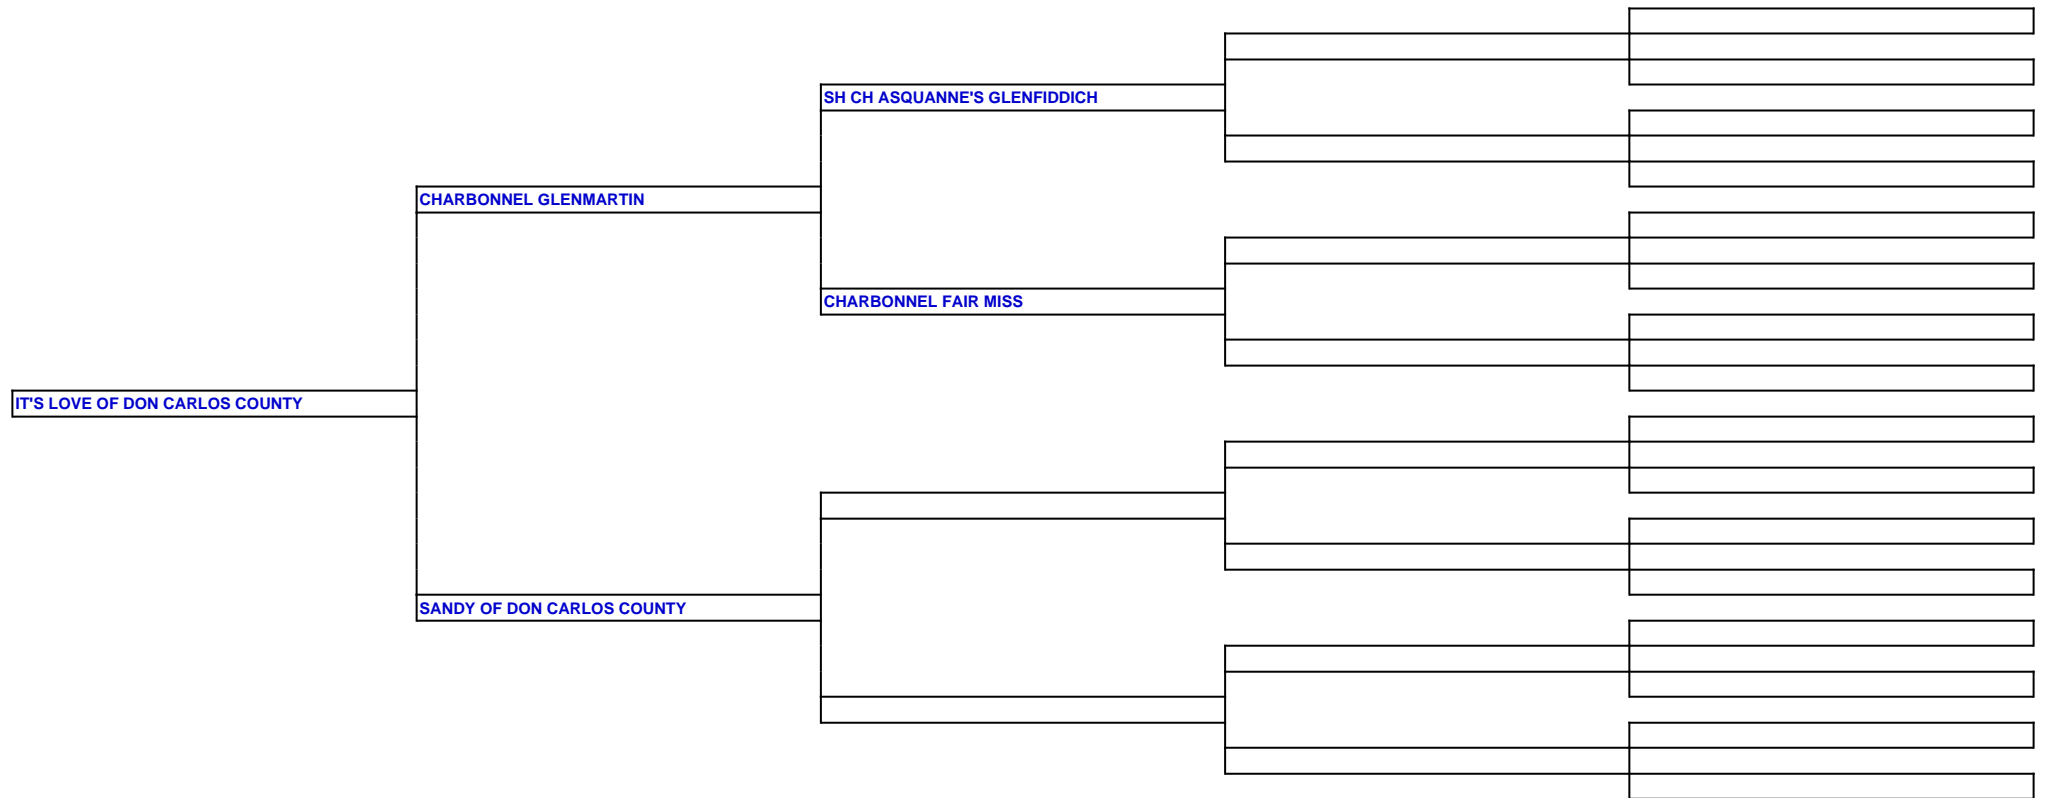 SH CH ASQUANNE'S GLENFIDDICH
CHARBONNEL GLENMARTIN
CHARBONNEL FAIR MISS
IT'S LOVE OF DON CARLOS COUNTY
SANDY OF DON CARLOS COUNTY